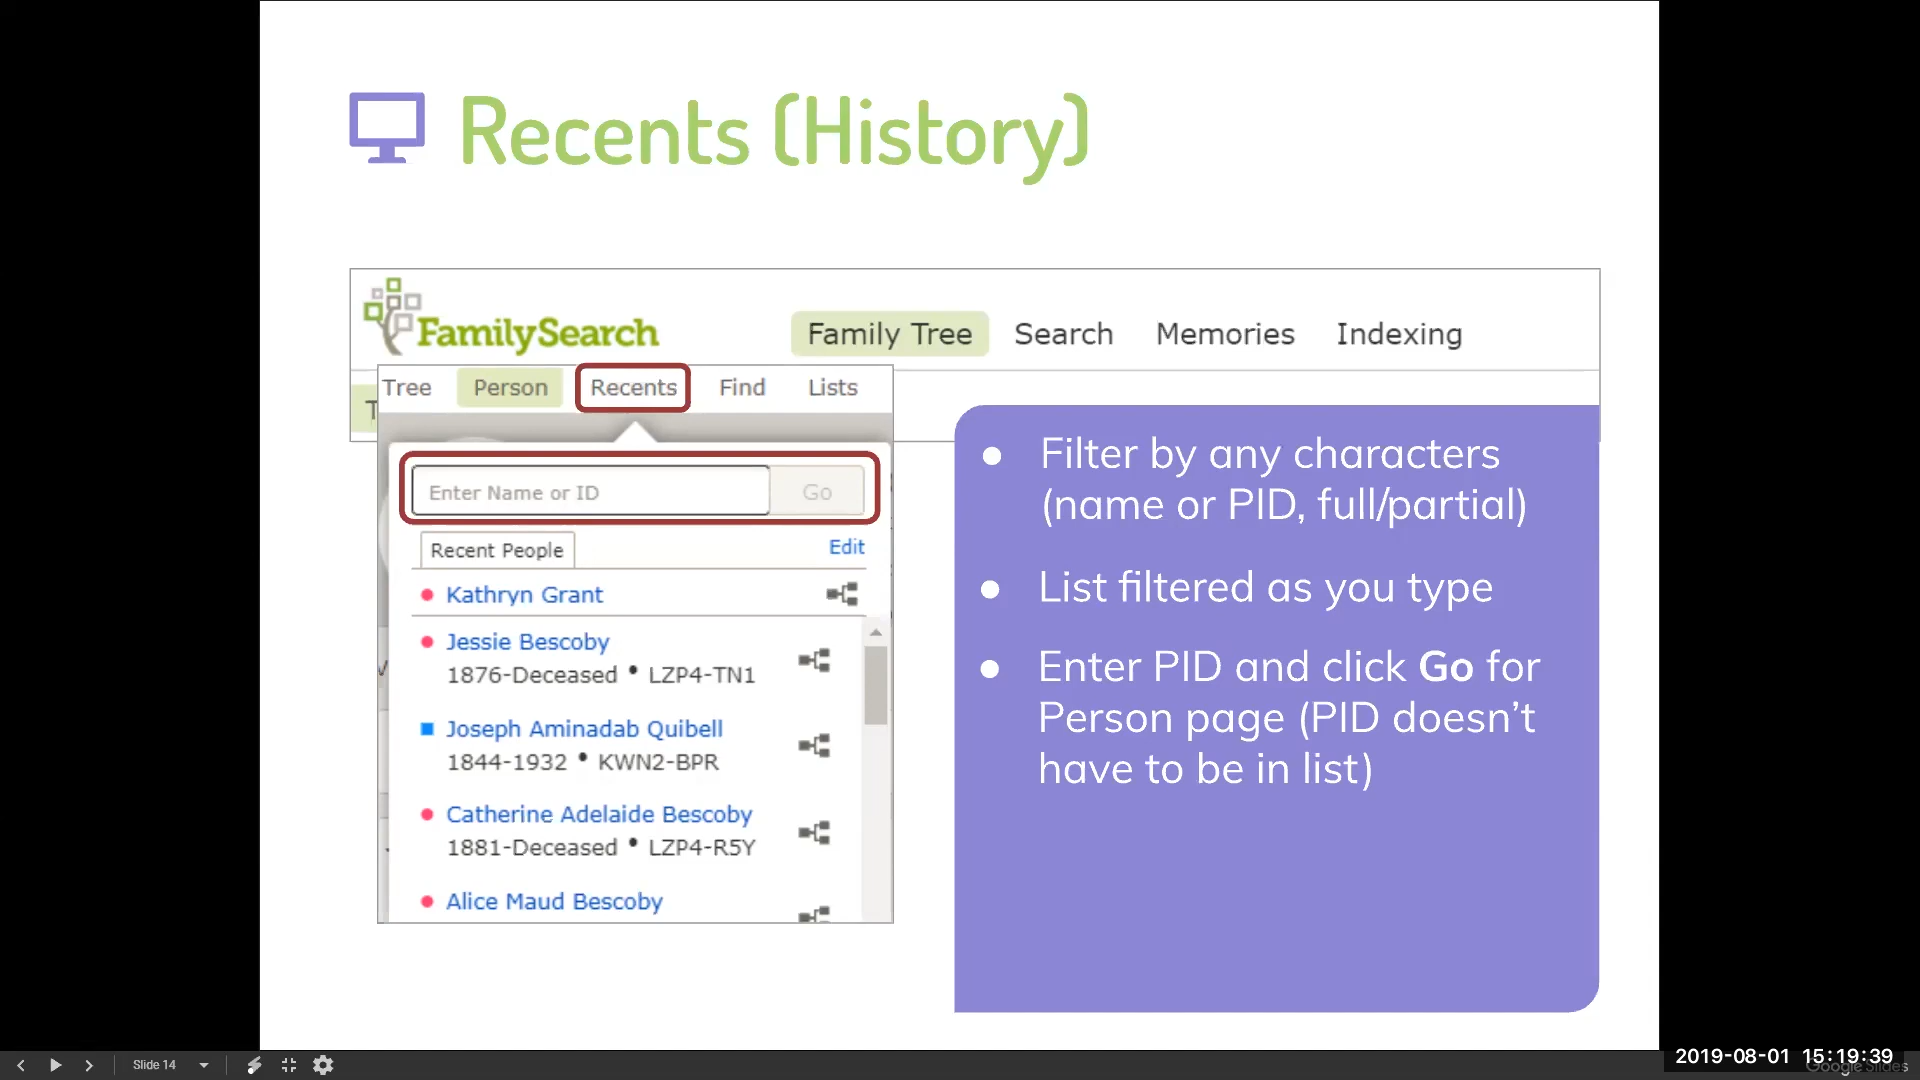 Recents (History)
FamilySearch
Family Tree Search Memories Indexing
Tree Person Recents Find Lists
Enter Name or ID Go
Recent People Edit
Kathryn Grant
Jessie Bescoby
1876-Deceased • LZP4-TN1
Joseph Aminadab Quibell
1844-1932 • KWN2-BPR
Catherine Adelaide Bescoby
1881-Deceased • LZP4-R5Y
Alice Maud Bescoby
● Filter by any characters
(name or PID, full/partial)
● List filtered as you type
● Enter PID and click Go for
Person page (PID doesn’t
have to be in list)
Slide 14
2019-08-01 15:19:39
Google Slides